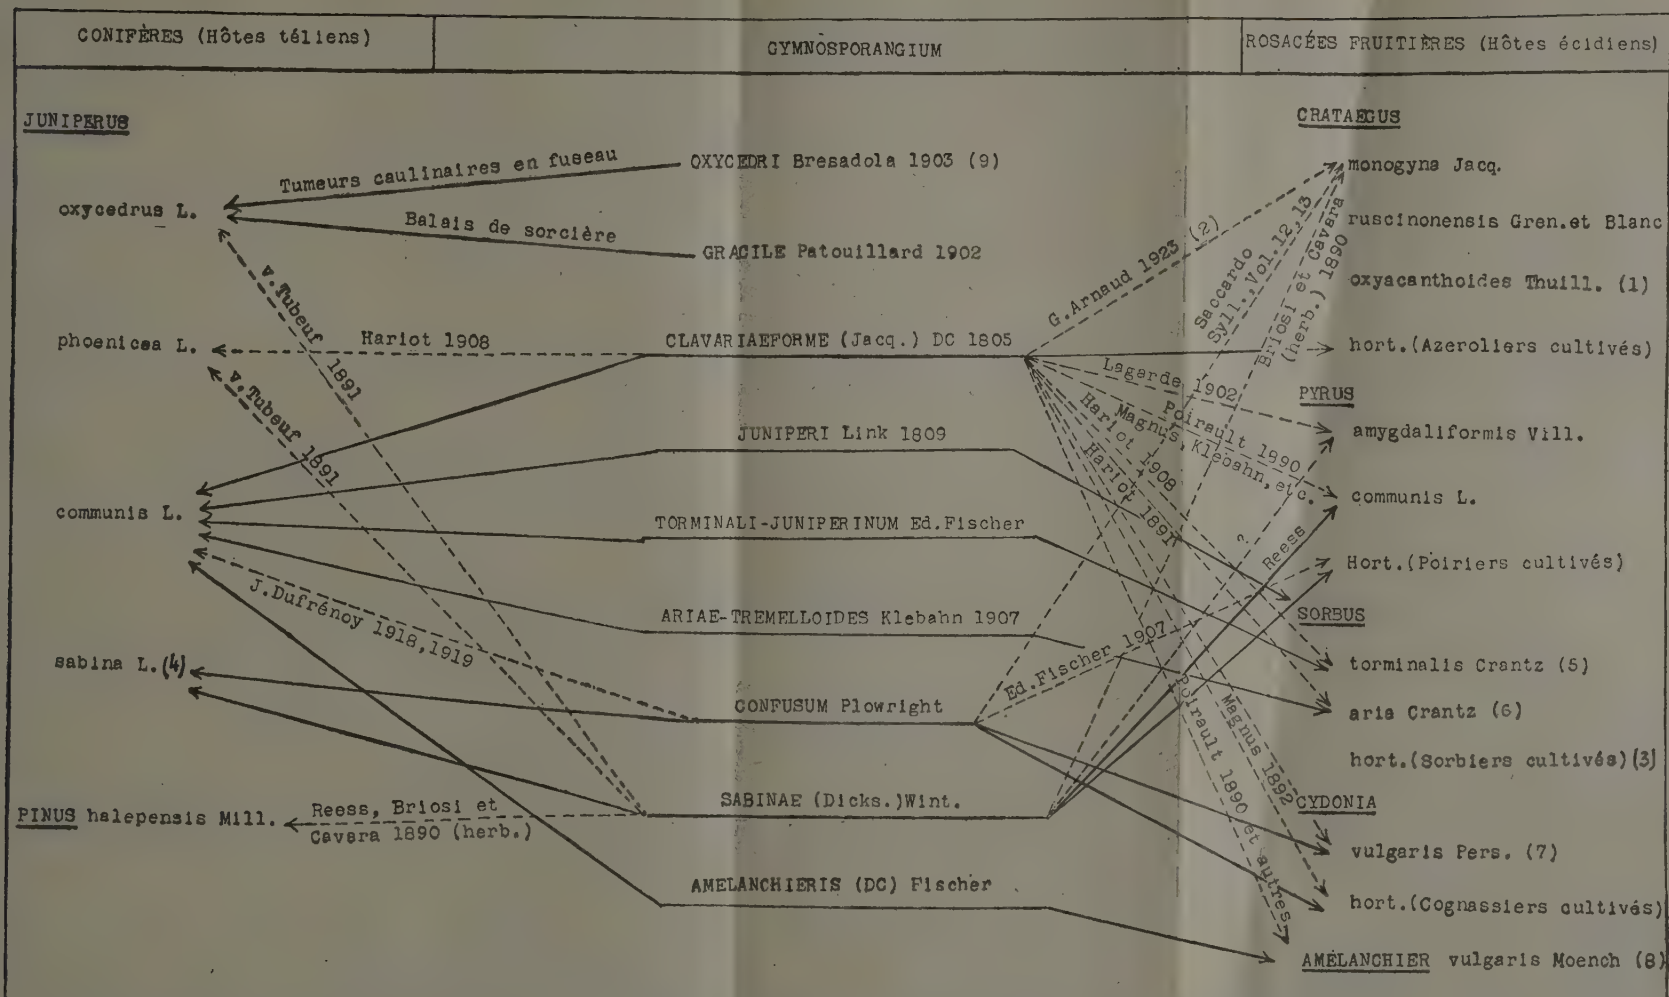 CONIFÈRES (Hôtes téliens)
GYMNOSPORANGIUM
ROSACÉES FRUITIÈRES (Hôtes écidiens)
JUNIPERUS
oxycedrus L.
phoenicea L.
communis L.
sabina L.(4)
PINUS halepensis Mill.
Tumeurs caulinaires en fuseau
Balais de sorcière
v.Tubeuf 1891
Hariot 1908
v.Tubeuf 1891
J.Dufrénoy 1918,1919
Reess, Briosi et
Cavara 1890 (herb.)
OXYCEDRI Bresadola 1903 (9)
GRACILE Patouillard 1902
CLAVARIAEFORME (Jacq.) DC 1805
JUNIPERI Link 1809
TORMINALI-JUNIPERINUM Ed.Fischer
ARIAE-TREMELLOIDES Klebahn 1907
CONFUSUM Plowright
SABINAE (Dicks.)Wint.
AMELANCHIERIS (DC) Fischer
G.Arnaud 1923 (2)
Saccardo
Syll.,Vol.12,13
Briosi et Cavara
(herb.) 1890
Lagarde 1902
Poirault 1890
Magnus,Klebahn,etc.
Hariot 1908
Hariot 1891
?
Reess
Ed.Fischer 1907
Magnus 1892
Poirault 1890 et autres
CRATAEGUS
monogyna Jacq.
ruscinonensis Gren.et Blanc
oxyacanthoides Thuill. (1)
hort.(Azeroliers cultivés)
PYRUS
amygdaliformis Vill.
communis L.
Hort.(Poiriers cultivés)
SORBUS
torminalis Crantz (5)
aria Crantz (6)
hort.(Sorbiers cultivés)(3)
CYDONIA
vulgaris Pers. (7)
hort.(Cognassiers cultivés)
AMÉLANCHIER vulgaris Moench (8)